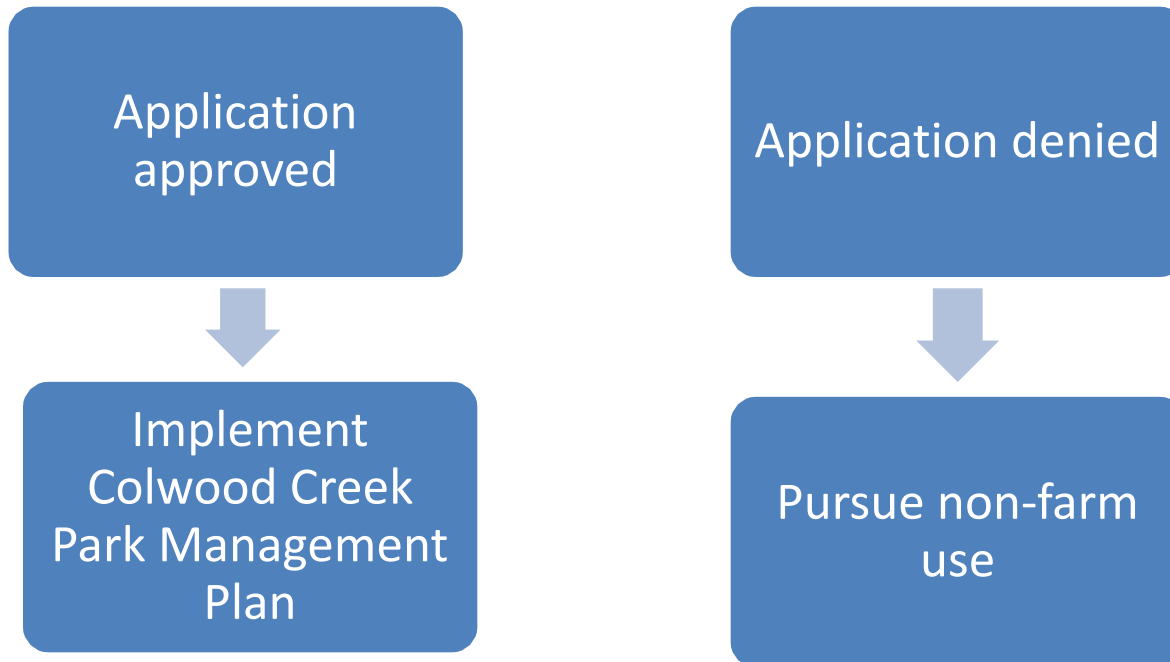 Application
approved
Implement
Colwood Creek
Park Management
Plan
Application denied
Pursue non-farm
use